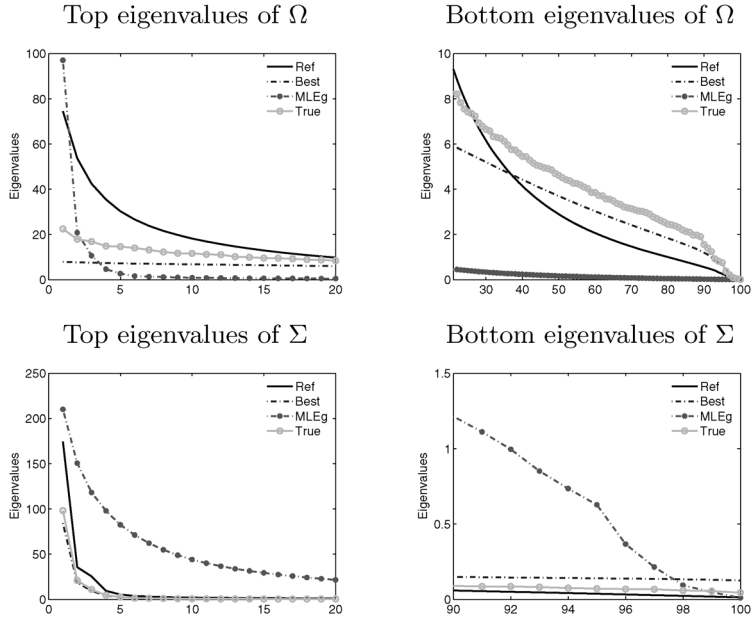 Top eigenvalues of Ω
Bottom eigenvalues of Ω
100
80
60
40
20
0
Eigenvalues
0
5
10
15
20
Ref
Best
MLEg
True
10
8
6
4
2
0
Eigenvalues
30
40
50
60
70
80
90
100
Ref
Best
MLEg
True
Top eigenvalues of Σ
Bottom eigenvalues of Σ
250
200
150
100
50
0
Eigenvalues
0
5
10
15
20
Ref
Best
MLEg
True
1.5
1
0.5
0
Eigenvalues
90
92
94
96
98
100
Ref
Best
MLEg
True